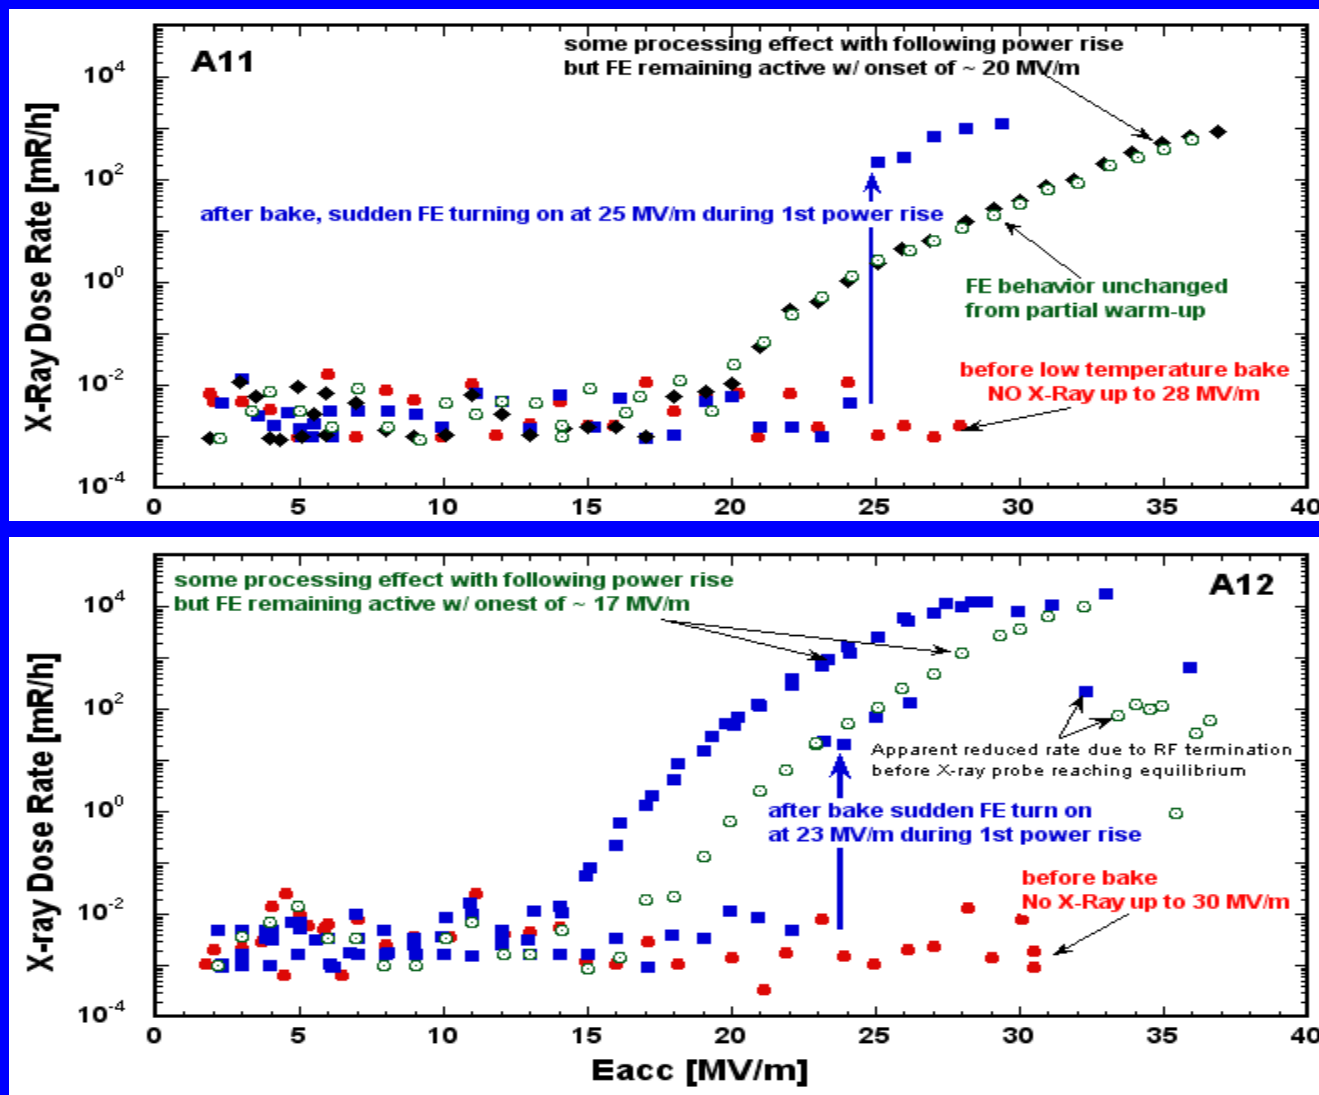 A11
some processing effect with following power rise
but FE remaining active w/ onset of ~ 20 MV/m
after bake, sudden FE turning on at 25 MV/m during 1st power rise
FE behavior unchanged
from partial warm-up
before low temperature bake
NO X-Ray up to 28 MV/m
X-Ray Dose Rate [mR/h]
10^4
10^2
10^0
10^-2
10^-4
0 5 10 15 20 25 30 35 40
some processing effect with following power rise
but FE remaining active w/ onest of ~ 17 MV/m
A12
Apparent reduced rate due to RF termination
before X-ray probe reaching equilibrium
after bake sudden FE turn on
at 23 MV/m during 1st power rise
before bake
No X-Ray up to 30 MV/m
X-ray Dose Rate [mR/h]
10^4
10^2
10^0
10^-2
10^-4
0 5 10 15 20 25 30 35 40
Eacc [MV/m]